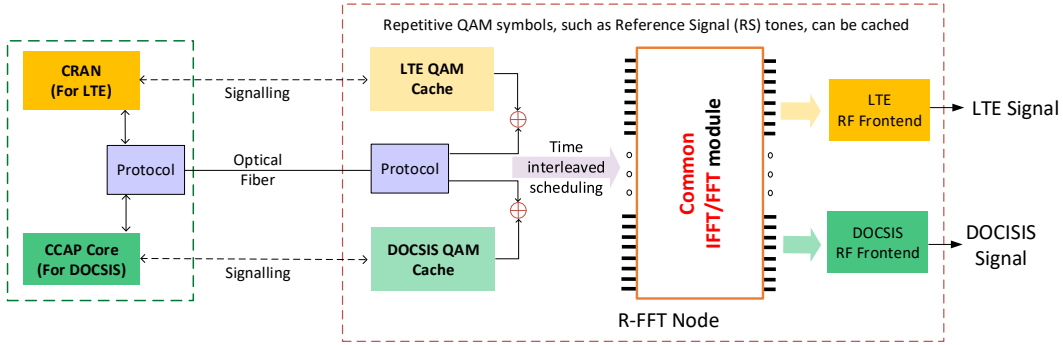 Repetitive QAM symbols, such as Reference Signal (RS) tones, can be cached
CRAN
(For LTE)
Signalling
LTE QAM
Cache
Protocol
Optical
Fiber
Protocol
Time
interleaved
scheduling
CCAP Core
(For DOCSIS)
Signalling
DOCSIS QAM
Cache
Common
IFFT/FFT module
R-FFT Node
LTE
RF Frontend
LTE Signal
DOCSIS
RF Frontend
DOCISIS
Signal